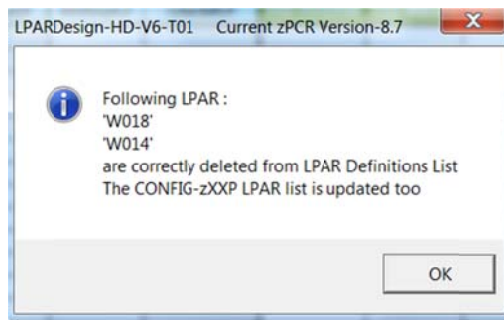 LPARDesign-HD-V6-T01 Current zPCR Version-8.7
Following LPAR :
'W018'
'W014'
are correctly deleted from LPAR Definitions List
The CONFIG-zXXP LPAR list is updated too
OK